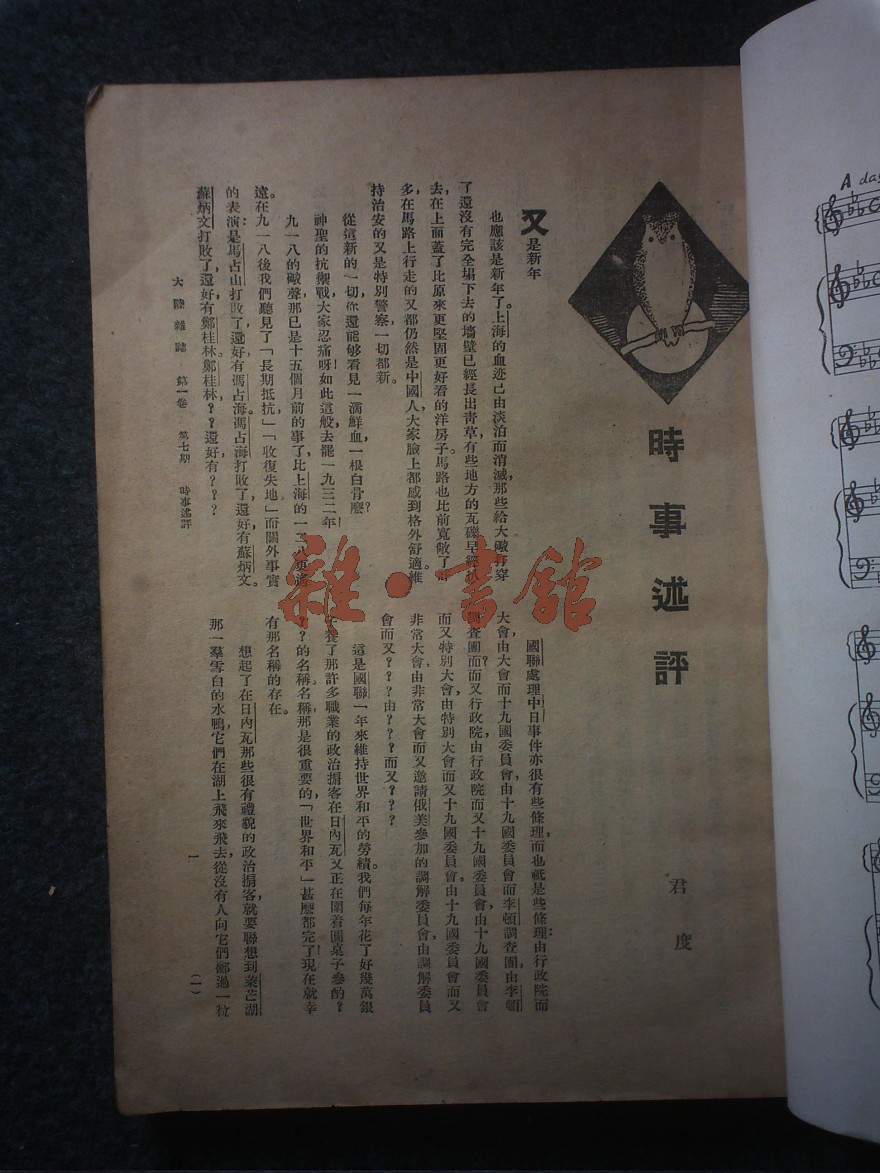 時事述評
君度
又是新年
也應該是新年了。上海的血迹已由淡泊而消滅,那些給大礮打穿
了還沒有完全塌下去的墻壁已經長出青草,有些地方的瓦礫早經
去,在上面蓋了比原來更堅固更好看的洋房子。馬路也比前寬敞了
多,在馬路上行走的又都仍然是中國人,大家臉上都感到格外舒適,維
持治安的又是特別警察,一切都新。
從這新的一切,你還能够看見一滴鮮血,一根白骨麼?
神聖的抗禦戰,大家忍痛呀!如此這般,去罷一九三二年!
九一八的礮聲,那已是十五個月前的事了,比上海的一二八更遙
遠。在九一八後我們聽見了「長期抵抗」「收復失地」而關外事實
的表演是:馬占山打敗了,還好有馮占海。馮占海打敗了,還好有蘇炳文。
蘇炳文打敗了,還好有鄭桂林。鄭桂林??還好有???
國聯處理中日事件亦很有些條理,而也祗是些條理:由行政院而
大會,由大會而十九國委員會,由十九國委員會而李頓調查團,由李頓
調查團而?而又行政院,由行政院而又十九國委員會,由十九國委員會
而又特別大會,由特別大會而又十九國委員會,由十九國委員會而又
非常大會,由非常大會而又邀請俄美參加的調解委員會,由調解委員
會而又???由???而又???
這是國聯一年來維持世界和平的勞績。我們每年花了好幾萬銀
子養了那許多職業的政治掮客在日內瓦又正在圍着圓桌子參酌?
??的名稱。名稱,那是很重要的,「世界和平」甚麽都完了!現在就幸
有那名稱的存在。
想起了在日內瓦那些很有禮貌的政治掮客,就要聯想到萊芒湖
那一羣雪白的水鴨,它們在湖上飛來飛去,從沒有人向它們擲過一粒
大陸雜誌 第一卷 第七期 時事述評
一
(一)
雜·書館
A